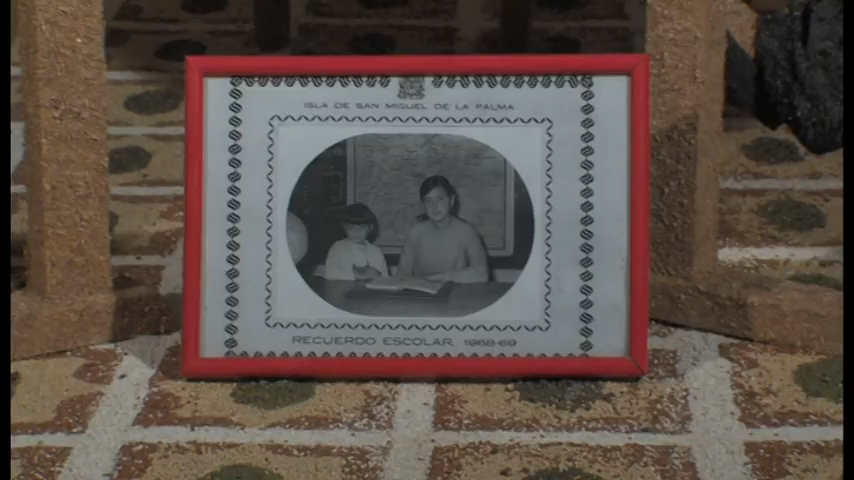 ISLA DE SAN MIGUEL DE LA PALMA
RECUERDO ESCOLAR, 1968-69